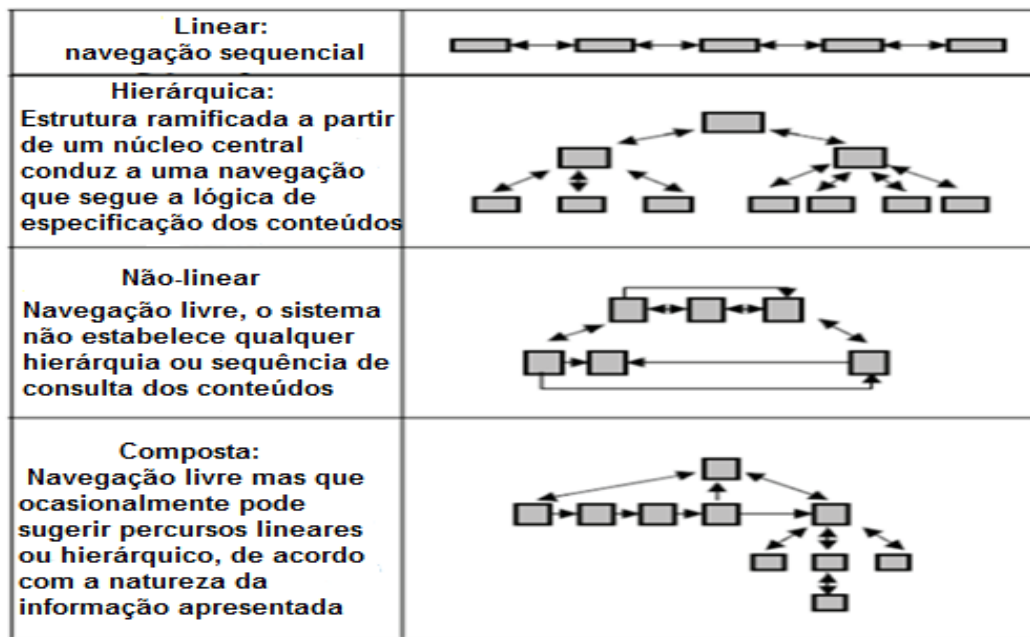 Linear:
navegação sequencial
Hierárquica:
Estrutura ramificada a partir
de um núcleo central
conduz a uma navegação
que segue a lógica de
especificação dos conteúdos
Não-linear
Navegação livre, o sistema
não estabelece qualquer
hierárquia ou sequência de
consulta dos conteúdos
Composta:
Navegação livre mas que
ocasionalmente pode
sugerir percursos lineares
ou hierárquico, de acordo
com a natureza da
informação apresentada